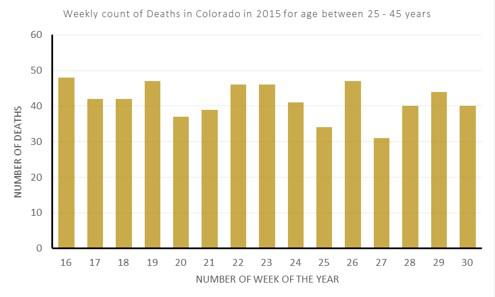 Weekly count of Deaths in Colorado in 2015 for age between 25 - 45 years
60
50
40
30
20
10
0
NUMBER OF DEATHS
16 17 18 19 20 21 22 23 24 25 26 27 28 29 30
NUMBER OF WEEK OF THE YEAR